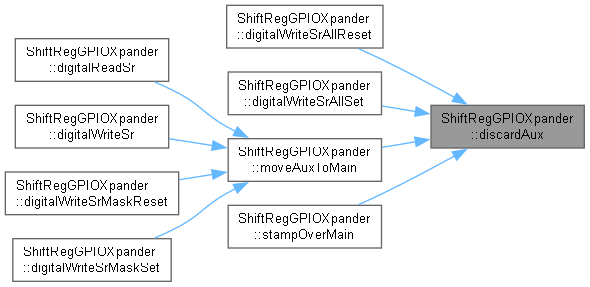 ShiftRegGPIOXpander
::digitalWriteSrAllReset
ShiftRegGPIOXpander
::digitalReadSr
ShiftRegGPIOXpander
::digitalWriteSrAllSet
ShiftRegGPIOXpander
::discardAux
ShiftRegGPIOXpander
::digitalWriteSr
ShiftRegGPIOXpander
::moveAuxToMain
ShiftRegGPIOXpander
::digitalWriteSrMaskReset
ShiftRegGPIOXpander
::stampOverMain
ShiftRegGPIOXpander
::digitalWriteSrMaskSet